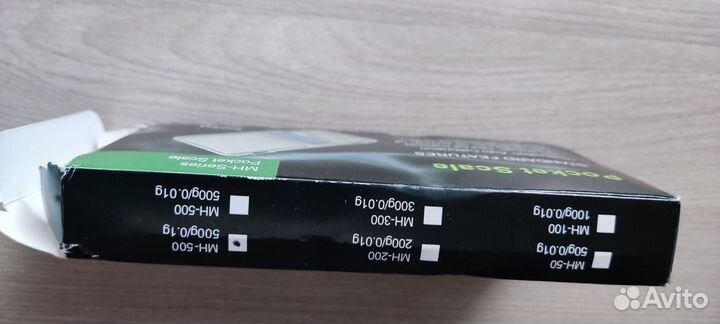 MH-50
50g/0.01g
MH-200
200g/0.01g
MH-500
500g/0.1g
MH-100
100g/0.01g
MH-300
300g/0.01g
MH-500
500g/0.01g
Pocket Scale
STANDARD FEATURES
MH-Series
Pocket Scale
Avito